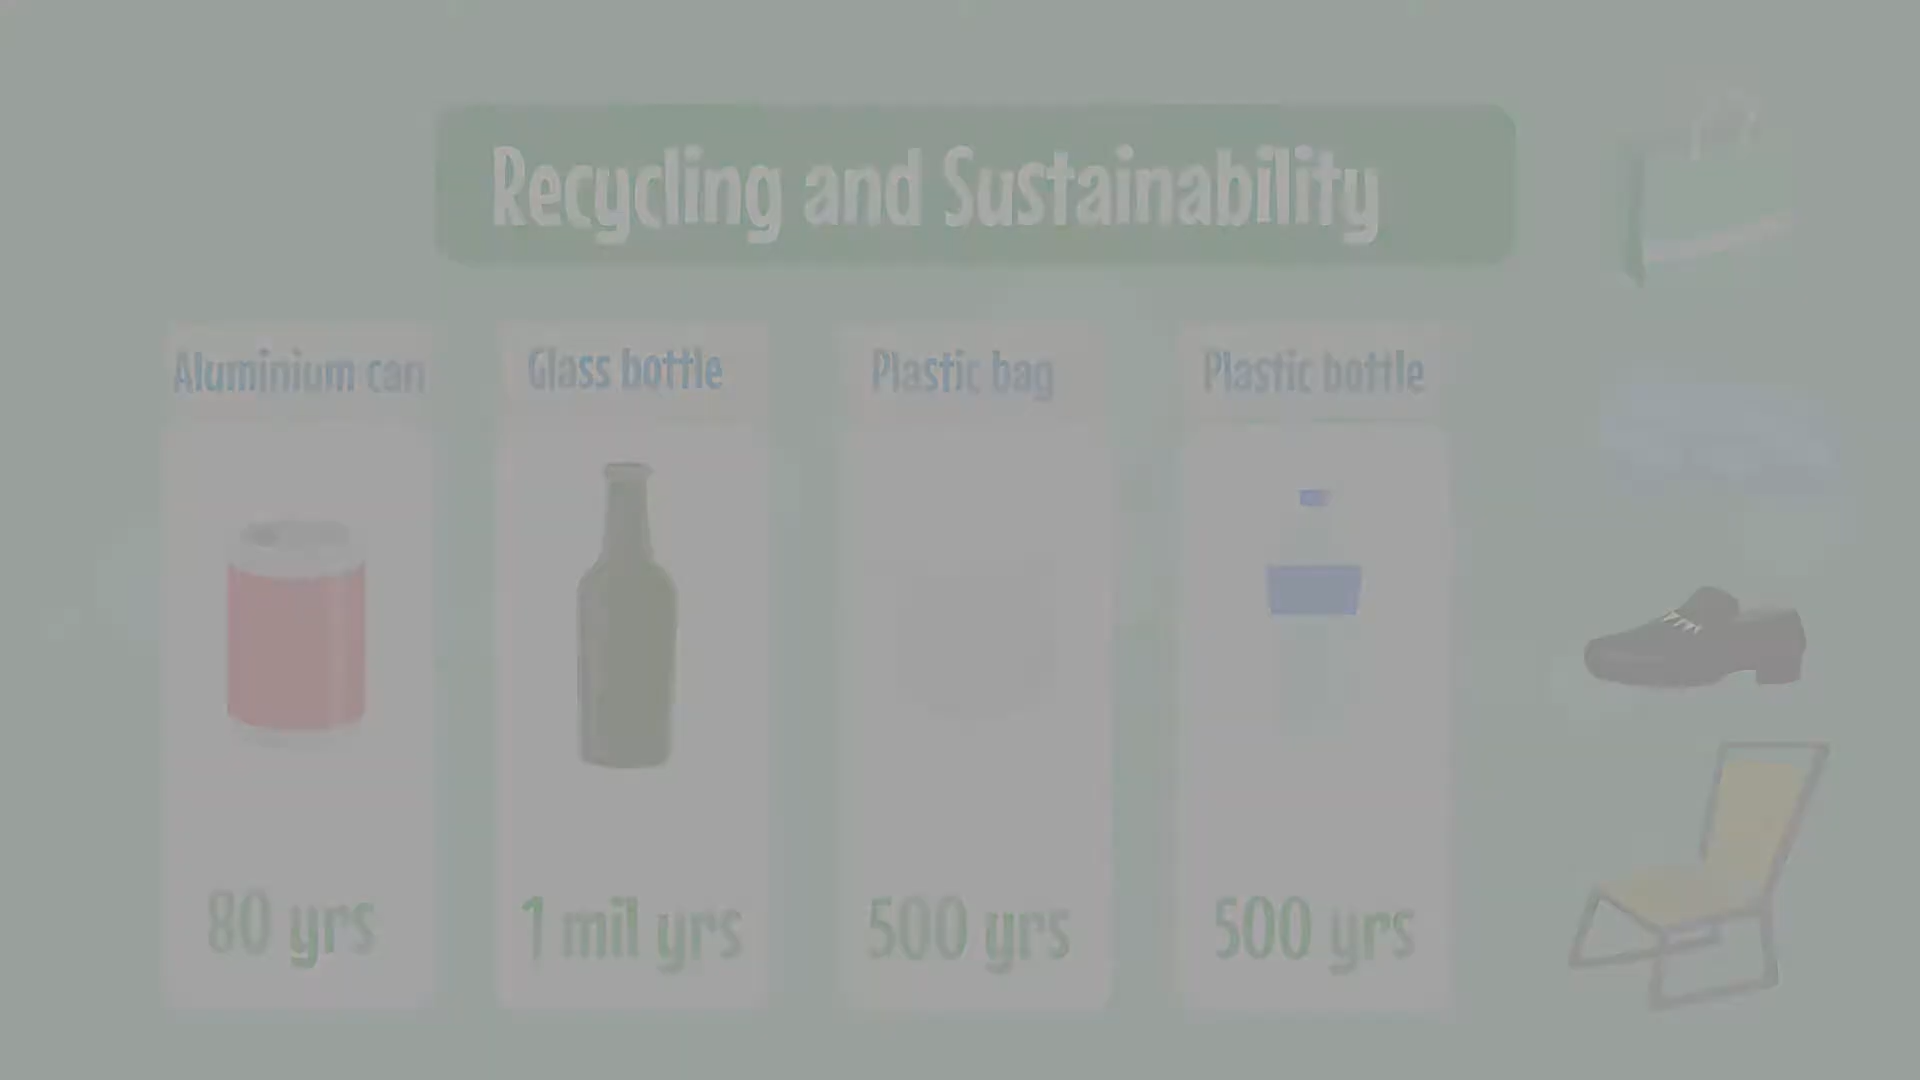 Recycling and Sustainability
Aluminium can
Glass bottle
Plastic bag
Plastic bottle
80 yrs
1 mil yrs
500 yrs
500 yrs